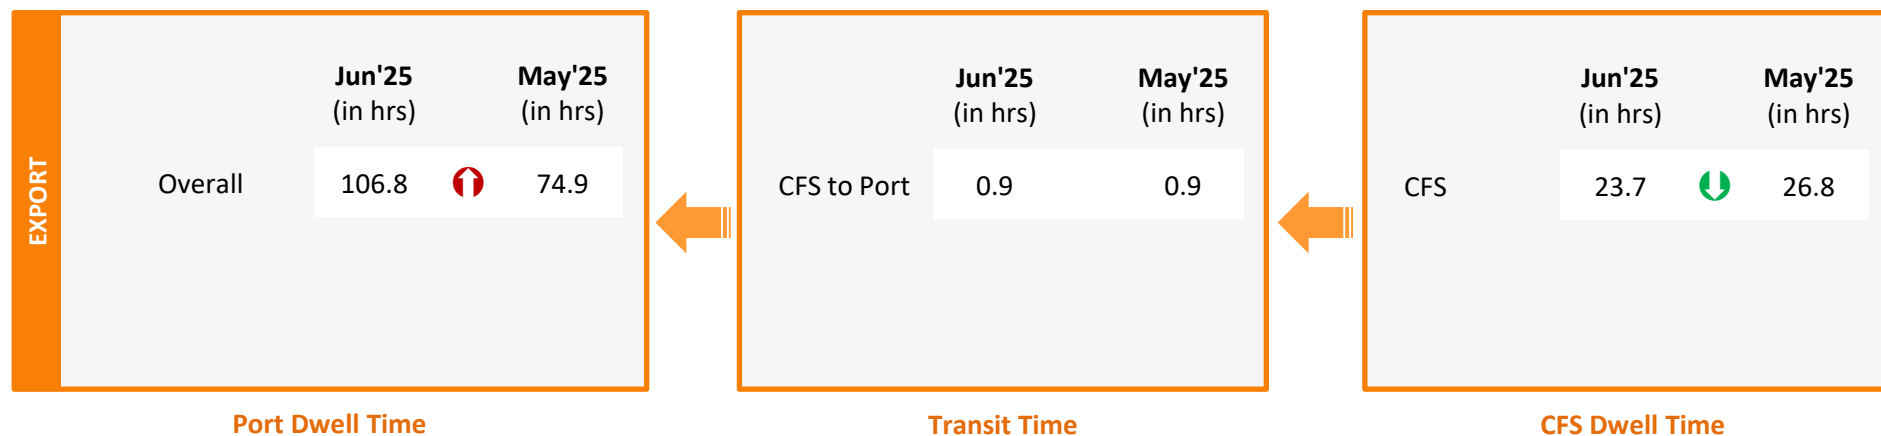 EXPORT
Jun'25 May'25
(in hrs) (in hrs)
Overall 106.8 74.9
Port Dwell Time
Jun'25 May'25
(in hrs) (in hrs)
CFS to Port 0.9 0.9
Transit Time
Jun'25 May'25
(in hrs) (in hrs)
CFS 23.7 26.8
CFS Dwell Time